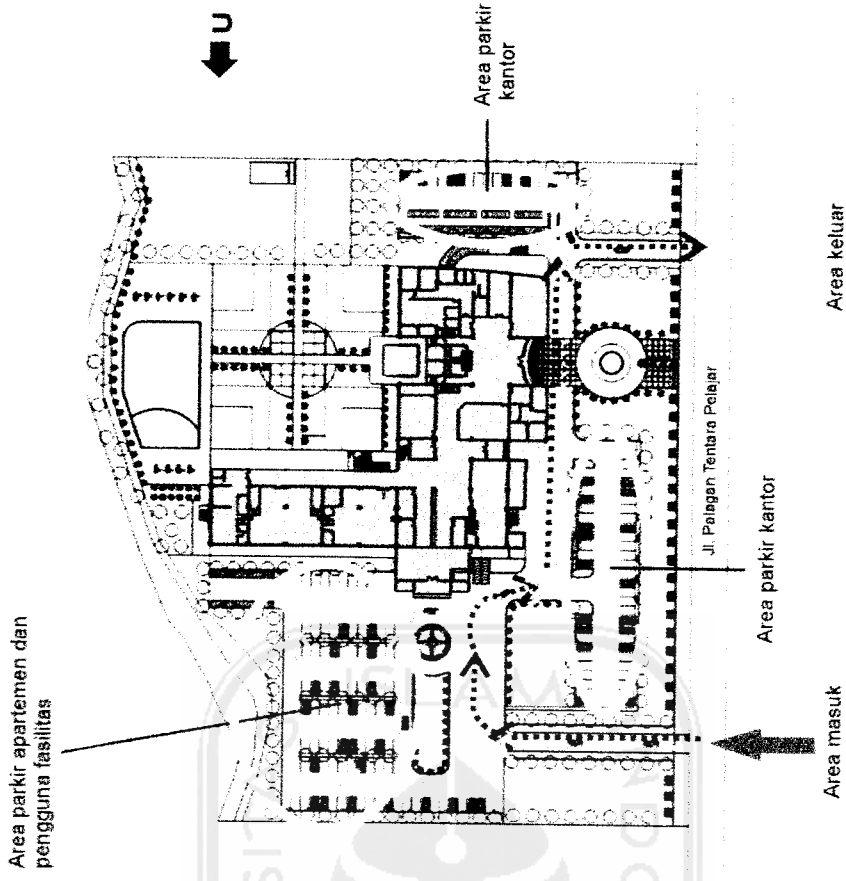 U
Area parkir
kantor
Area parkir apartemen dan
pengguna fasilitas
Jl. Palagan Tentara Pelajar
Area parkir kantor
Area masuk
Area keluar
ISLAM